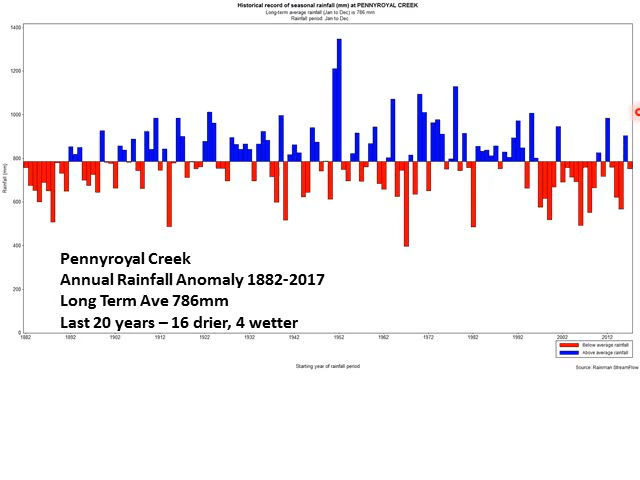 Historical record of seasonal rainfall (mm) at PENNYROYAL CREEK
Long-term average rainfall (Jan to Dec) is 786 mm
Rainfall period: Jan to Dec
1400
1200
1000
800
600
400
200
0
Rainfall (mm)
Pennyroyal Creek
Annual Rainfall Anomaly 1882-2017
Long Term Ave 786mm
Last 20 years – 16 drier, 4 wetter
1882 1892 1902 1912 1922 1932 1942 1952 1962 1972 1982 1992 2002 2012
Starting year of rainfall period
Below average rainfall
Above average rainfall
Source: Rainman StreamFlow